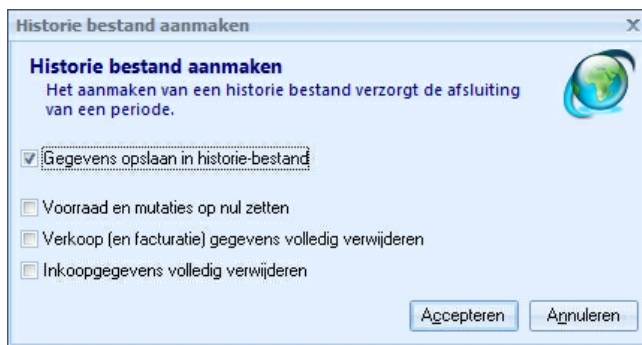 Historie bestand aanmaken
Historie bestand aanmaken
Het aanmaken van een historie bestand verzorgt de afsluiting
van een periode.
Gegevens opslaan in historie-bestand
Voorraad en mutaties op nul zetten
Verkoop (en facturatie) gegevens volledig verwijderen
Inkoopgegevens volledig verwijderen
Accepteren Annuleren